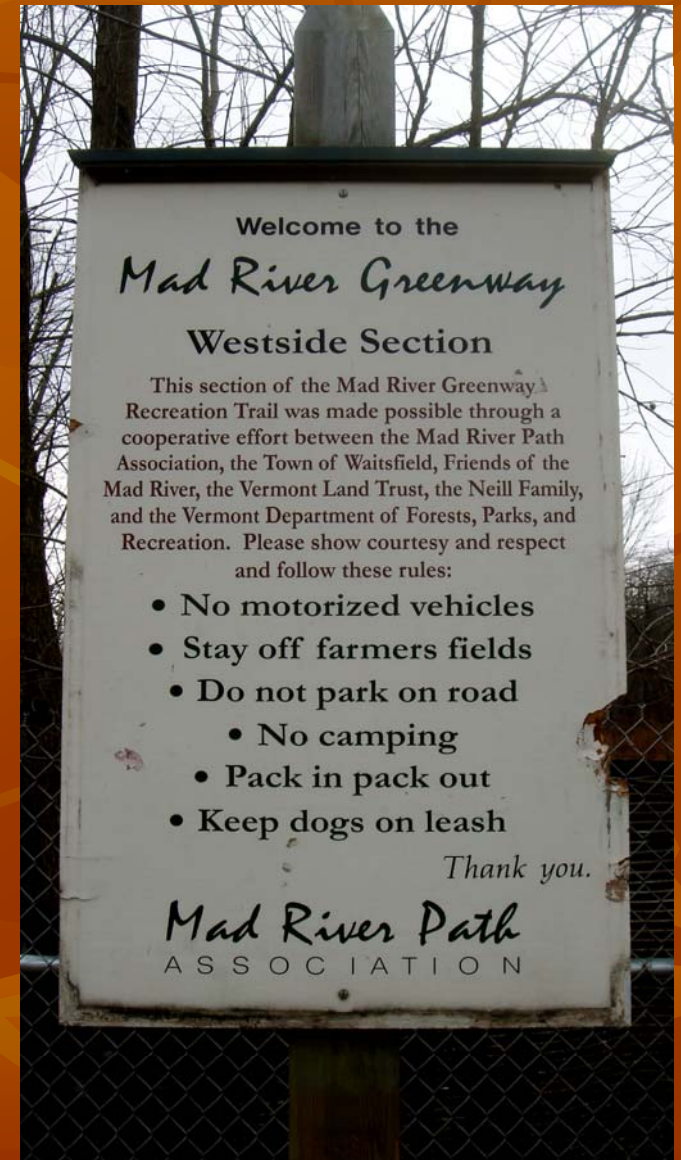 Welcome to the
Mad River Greenway
Westside Section
This section of the Mad River Greenway
Recreation Trail was made possible through a
cooperative effort between the Mad River Path
Association, the Town of Waitsfield, Friends of the
Mad River, the Vermont Land Trust, the Neill Family,
and the Vermont Department of Forests, Parks, and
Recreation. Please show courtesy and respect
and follow these rules:
• No motorized vehicles
• Stay off farmers fields
• Do not park on road
• No camping
• Pack in pack out
• Keep dogs on leash
Thank you.
Mad River Path
ASSOCIATION